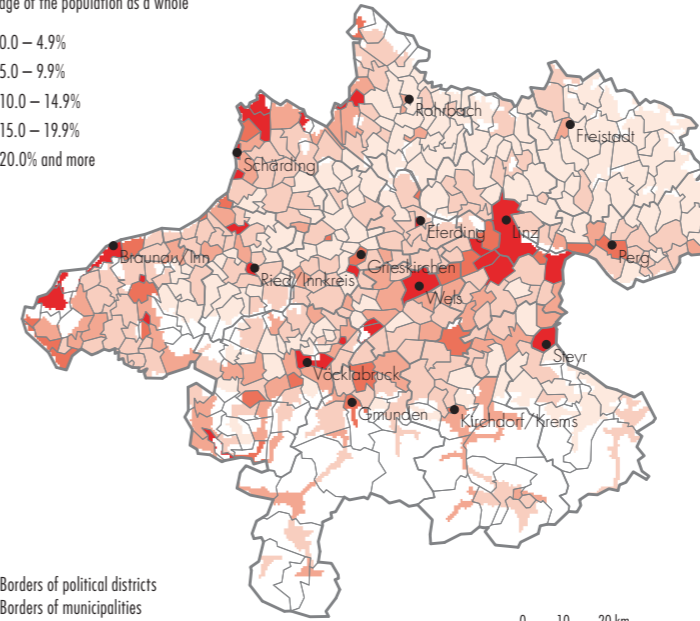 age of the population as a whole
0.0 – 4.9%
5.0 – 9.9%
10.0 – 14.9%
15.0 – 19.9%
20.0% and more
Rohrbach
Freistadt
Schärding
Eferding
Linz
Braunau/Inn
Grieskirchen
Perg
Ried/Innkreis
Wels
Steyr
Vöcklabruck
Gmunden
Kirchdorf/Krems
Borders of political districts
Borders of municipalities
0 10 20 km